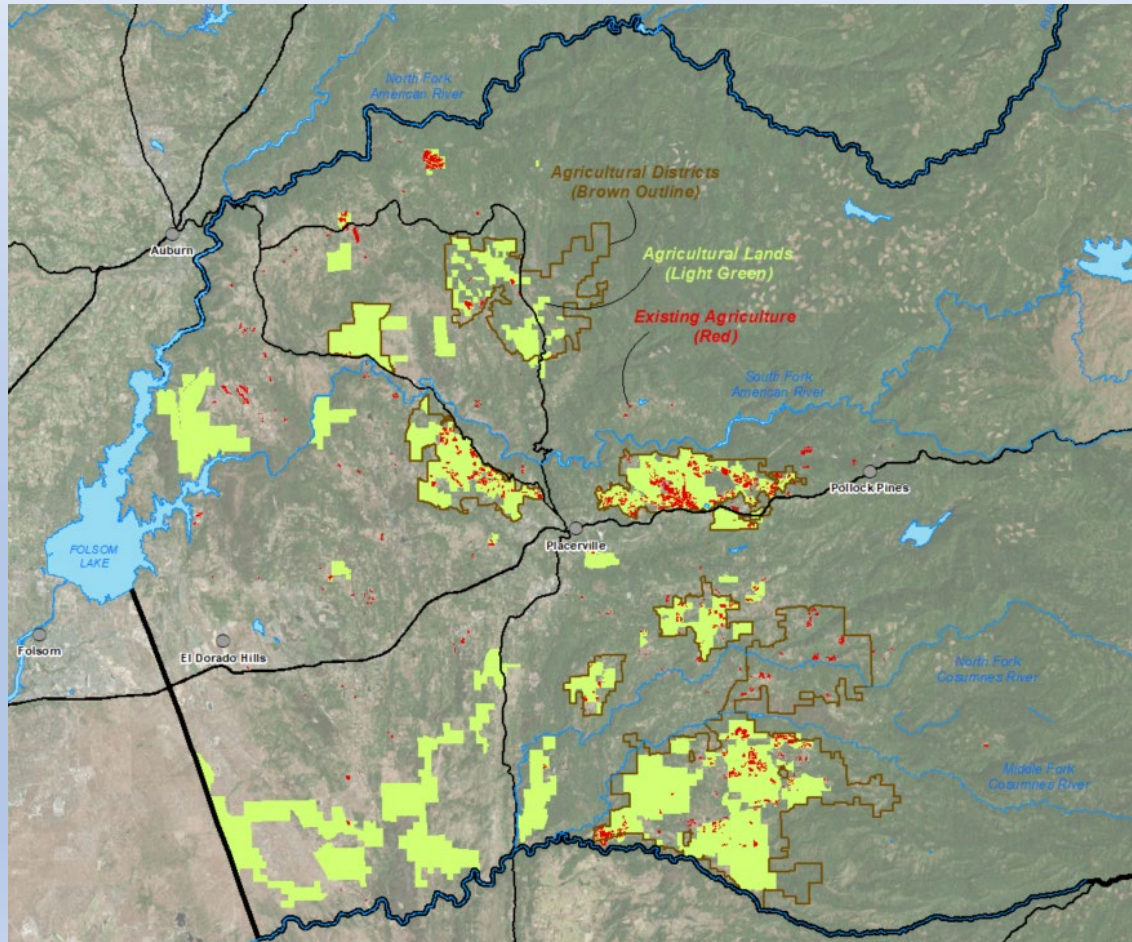 North Fork
American River
Agricultural Districts
(Brown Outline)
Auburn
Agricultural Lands
(Light Green)
Existing Agriculture
(Red)
South Fork
American River
Pollock Pines
Placerville
FOLSOM
LAKE
Folsom
El Dorado Hills
North Fork
Cosumnes River
Middle Fork
Cosumnes River